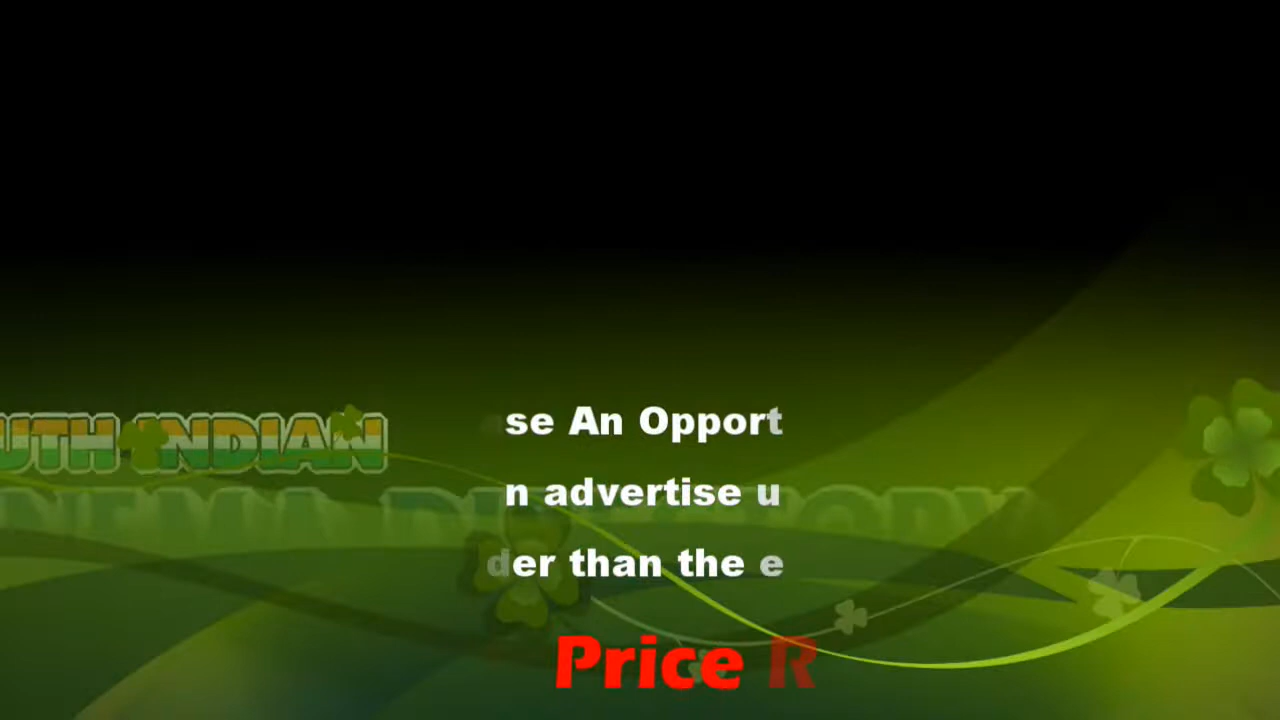 UTH INDIAN
se An Opport
n advertise u
der than the e
Price R